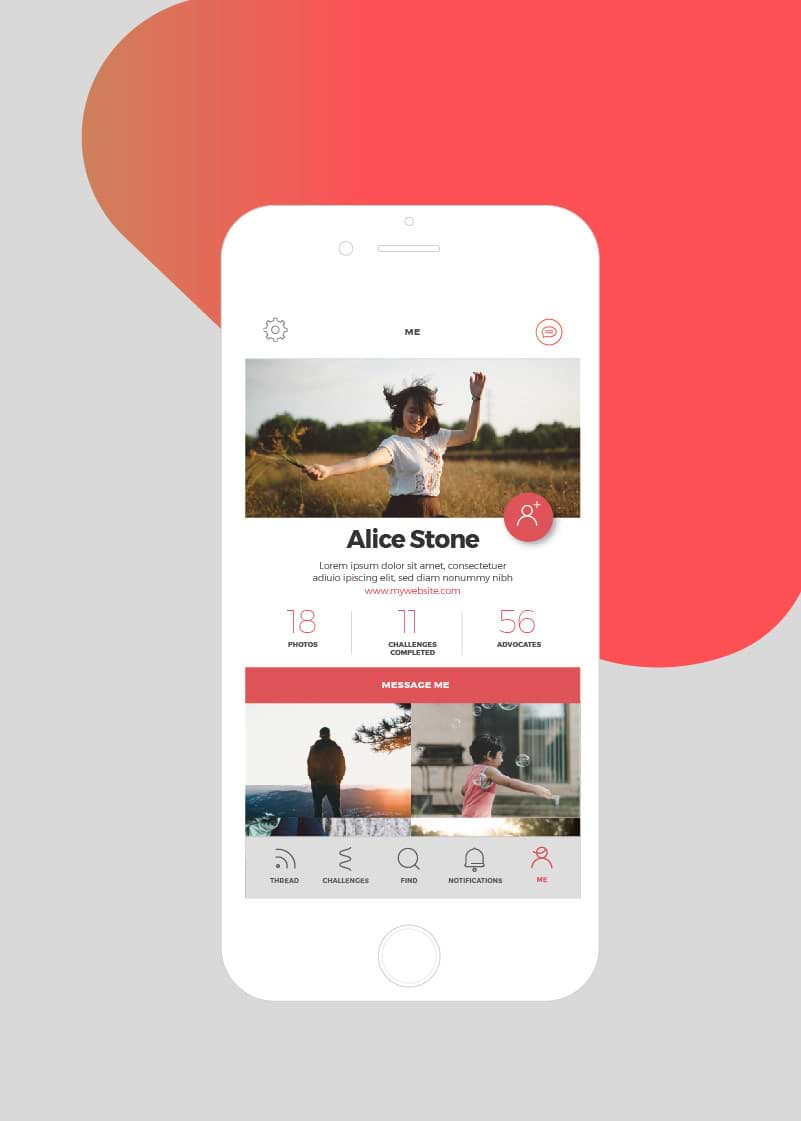 ME
Alice Stone
Lorem ipsum dolor sit amet, consectetuer
adiuio ipiscing elit, sed diam nonummy nibh
www.mywebsite.com
18 11 56
PHOTOS CHALLENGES ADVOCATES
COMPLETED
MESSAGE ME
THREAD CHALLENGES FIND NOTIFICATIONS ME